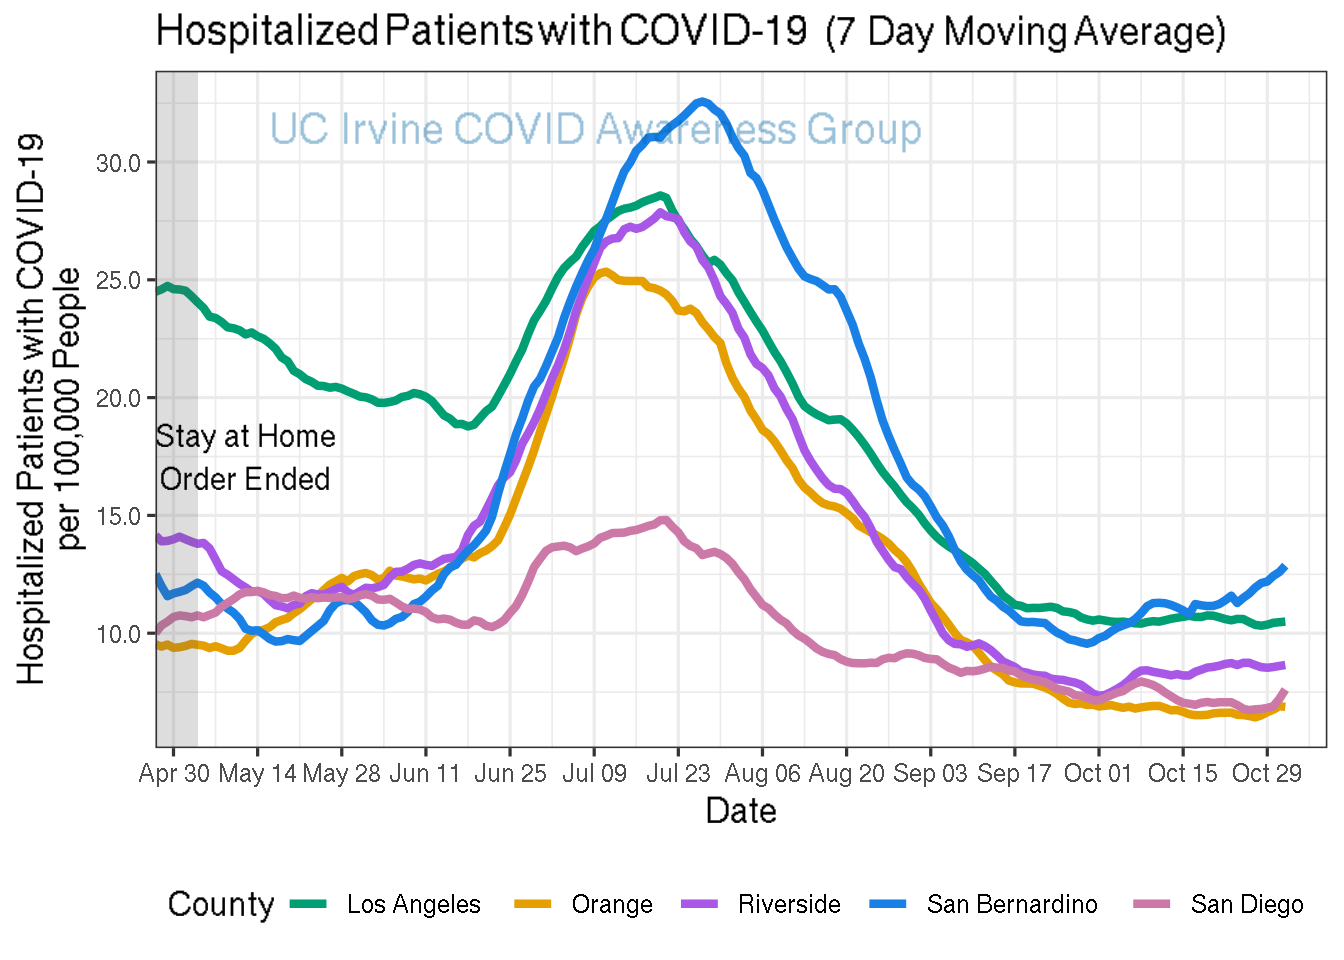 Hospitalized Patients with COVID-19 (7 Day Moving Average)
UC Irvine COVID Awareness Group
Hospitalized Patients with COVID-19
per 100,000 People
30.0
25.0
20.0
15.0
10.0
Stay at Home
Order Ended
Apr 30 May 14 May 28 Jun 11 Jun 25 Jul 09 Jul 23 Aug 06 Aug 20 Sep 03 Sep 17 Oct 01 Oct 15 Oct 29
Date
County Los Angeles Orange Riverside San Bernardino San Diego